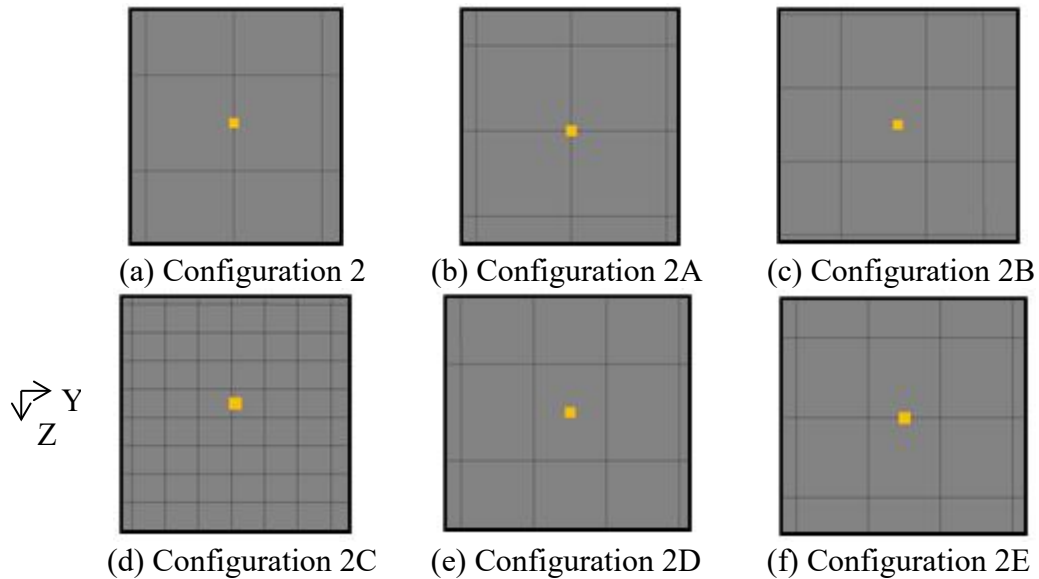 (a) Configuration 2
(b) Configuration 2A
(c) Configuration 2B
Y
Z
(d) Configuration 2C
(e) Configuration 2D
(f) Configuration 2E